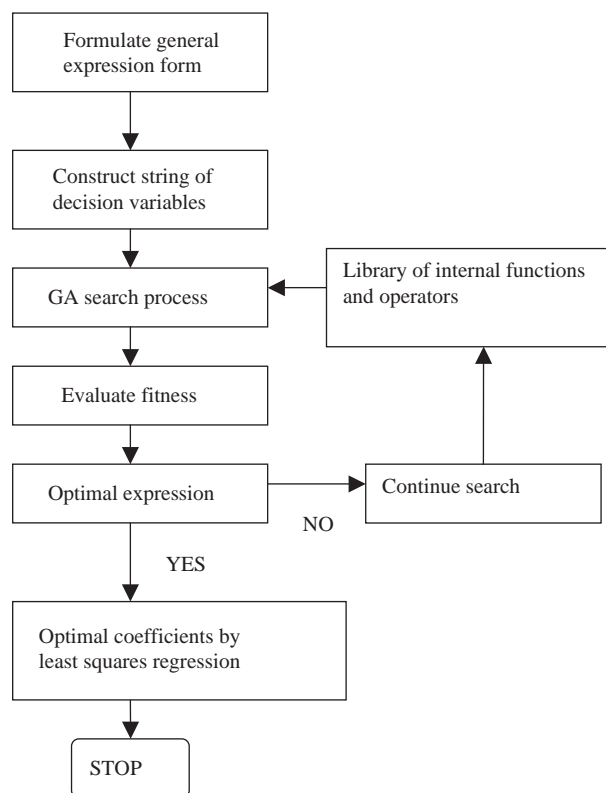 Formulate general
expression form
Construct string of
decision variables
GA search process
Library of internal functions
and operators
Evaluate fitness
Optimal expression
Continue search
NO
YES
Optimal coefficients by
least squares regression
STOP